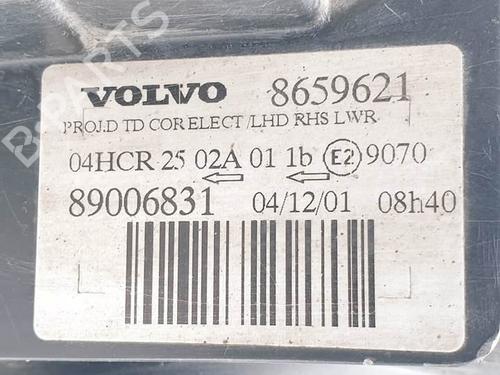 VOLVO 8659621
PROJ.D TD COR ELECT /LHD RHS LWR
04HCR 25 02A 01 1b E2 9070
89006831 04/12/01 08h40
B-PARTS